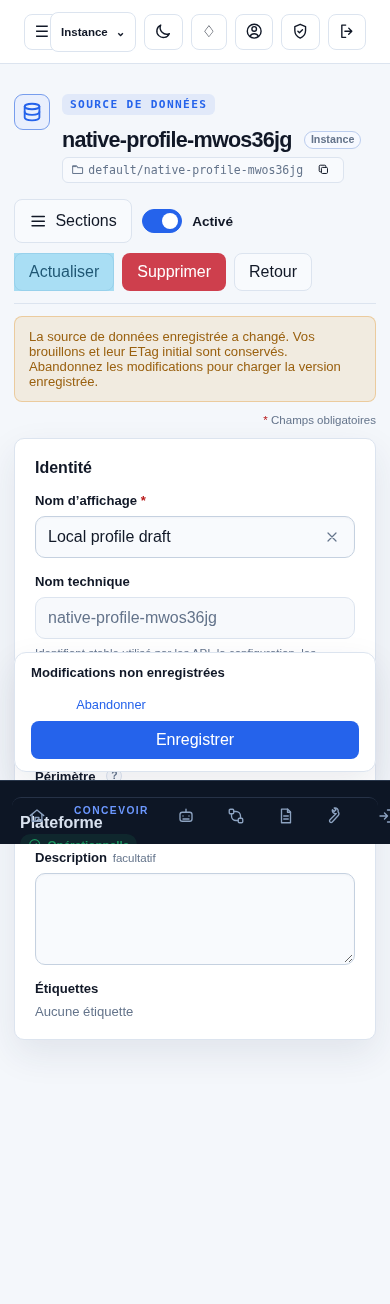 Instance
SOURCE DE DONNÉES
native-profile-mwos36jg Instance
default/native-profile-mwos36jg
Sections Activé
Actualiser Supprimer Retour
La source de données enregistrée a changé. Vos
brouillons et leur ETag initial sont conservés.
Abandonnez les modifications pour charger la version
enregistrée.
* Champs obligatoires
Identité
Nom d’affichage *
Local profile draft
Nom technique
native-profile-mwos36jg
Modifications non enregistrées
Abandonner
Enregistrer
Périmètre ?
CONCEVOIR
Plateforme
Opérationnelle
Description facultatif
Étiquettes
Aucune étiquette